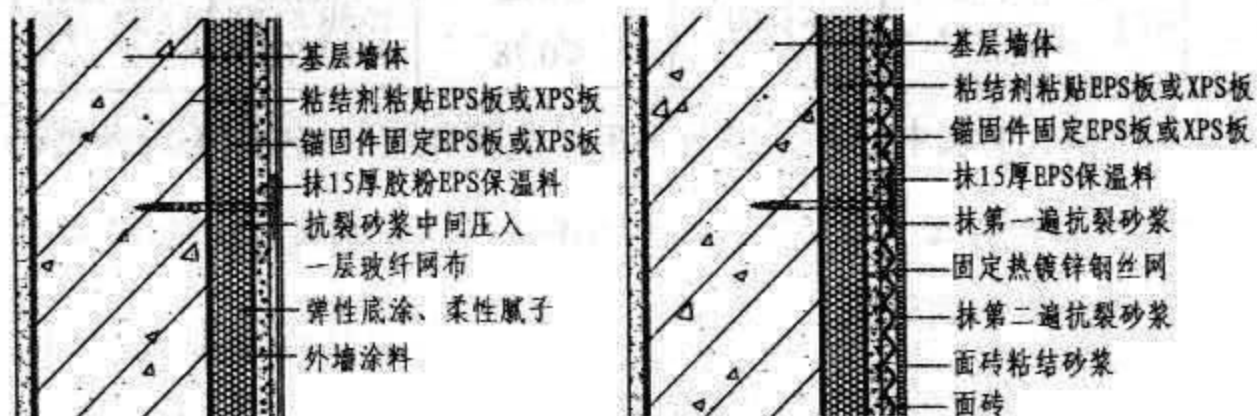 基层墙体
粘结剂粘贴EPS板或XPS板
锚固件固定EPS板或XPS板
抹15厚胶粉EPS保温料
抗裂砂浆中间压入
一层玻纤网布
弹性底涂、柔性腻子
外墙涂料
基层墙体
粘结剂粘贴EPS板或XPS板
锚固件固定EPS板或XPS板
抹15厚EPS保温料
抹第一遍抗裂砂浆
固定热镀锌钢丝网
抹第二遍抗裂砂浆
面砖粘结砂浆
面砖